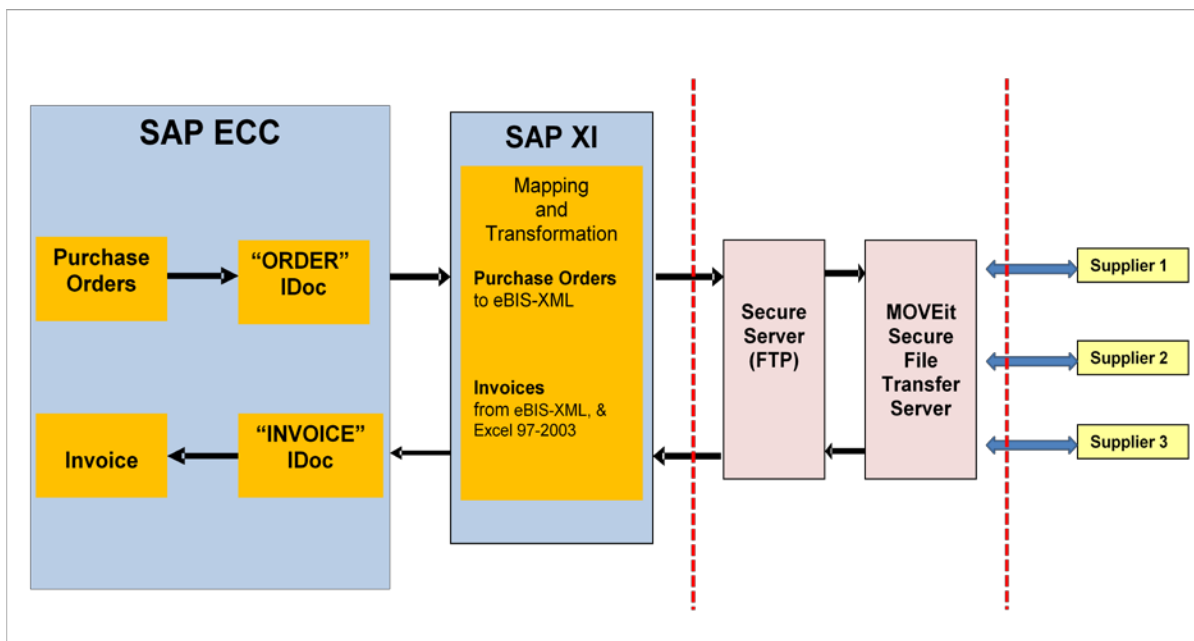 SAP ECC
Purchase
Orders
“ORDER”
IDoc
Invoice
“INVOICE”
IDoc
SAP XI
Mapping
and
Transformation
Purchase Orders
to eBIS-XML
Invoices
from eBIS-XML, &
Excel 97-2003
Secure
Server
(FTP)
MOVEit
Secure
File
Transfer
Server
Supplier 1
Supplier 2
Supplier 3